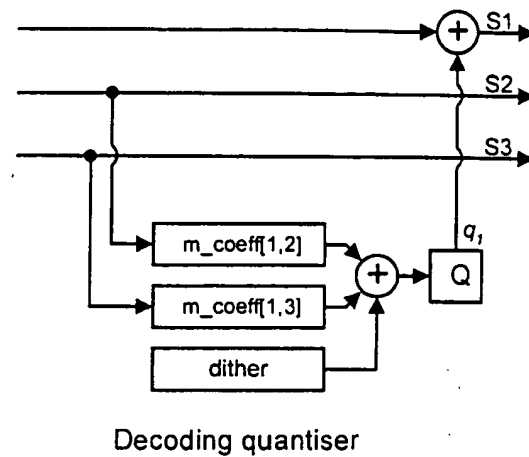 + S1
S2
S3
m_coeff[1,2]
q1
+ Q
m_coeff[1,3]
dither
Decoding quantiser